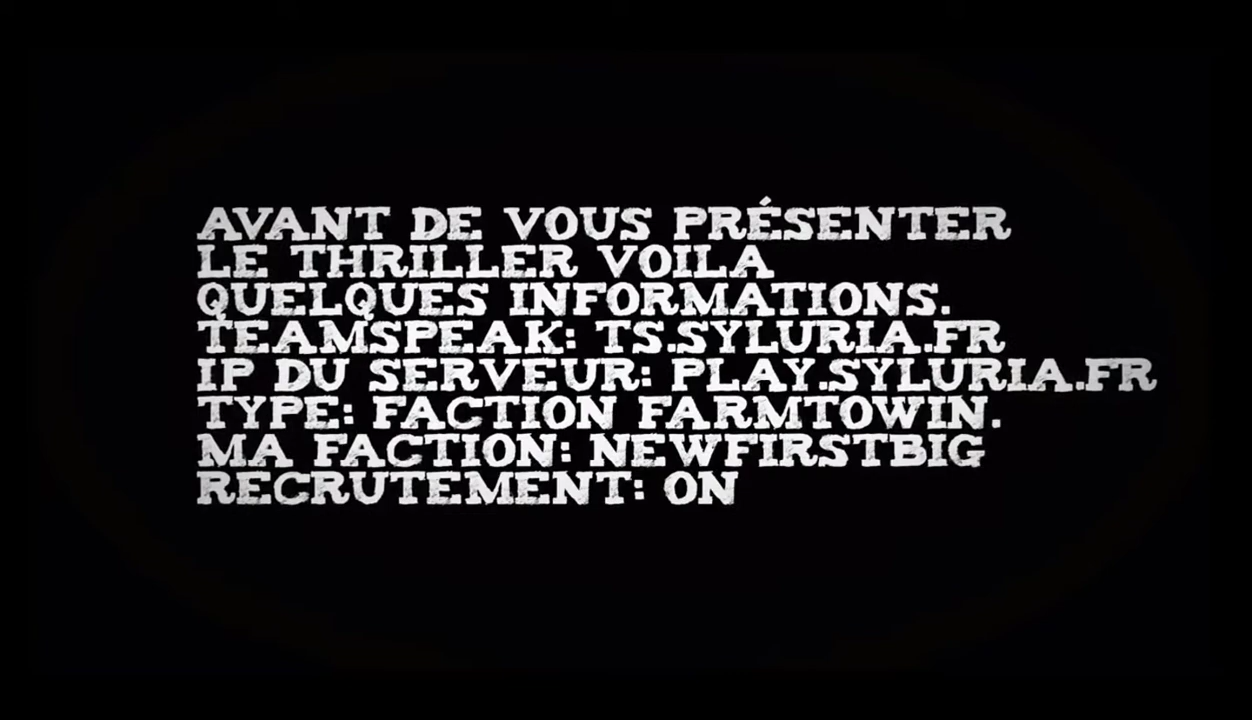 AVANT DE VOUS PRÉSENTER
LE THRILLER VOILA
QUELQUES INFORMATIONS.
TEAMSPEAK: TS.SYLURIA.FR
IP DU SERVEUR: PLAY.SYLURIA.FR
TYPE: FACTION FARMTOWIN.
MA FACTION: NEWFIRSTBIG
RECRUTEMENT: ON